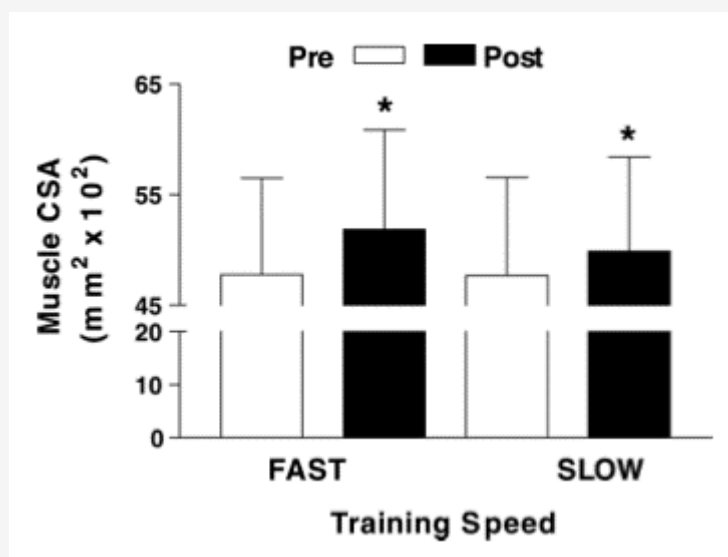 Pre Post
65
55
45
20
10
0
Muscle CSA
(mm² x 10²)
* *
FAST SLOW
Training Speed